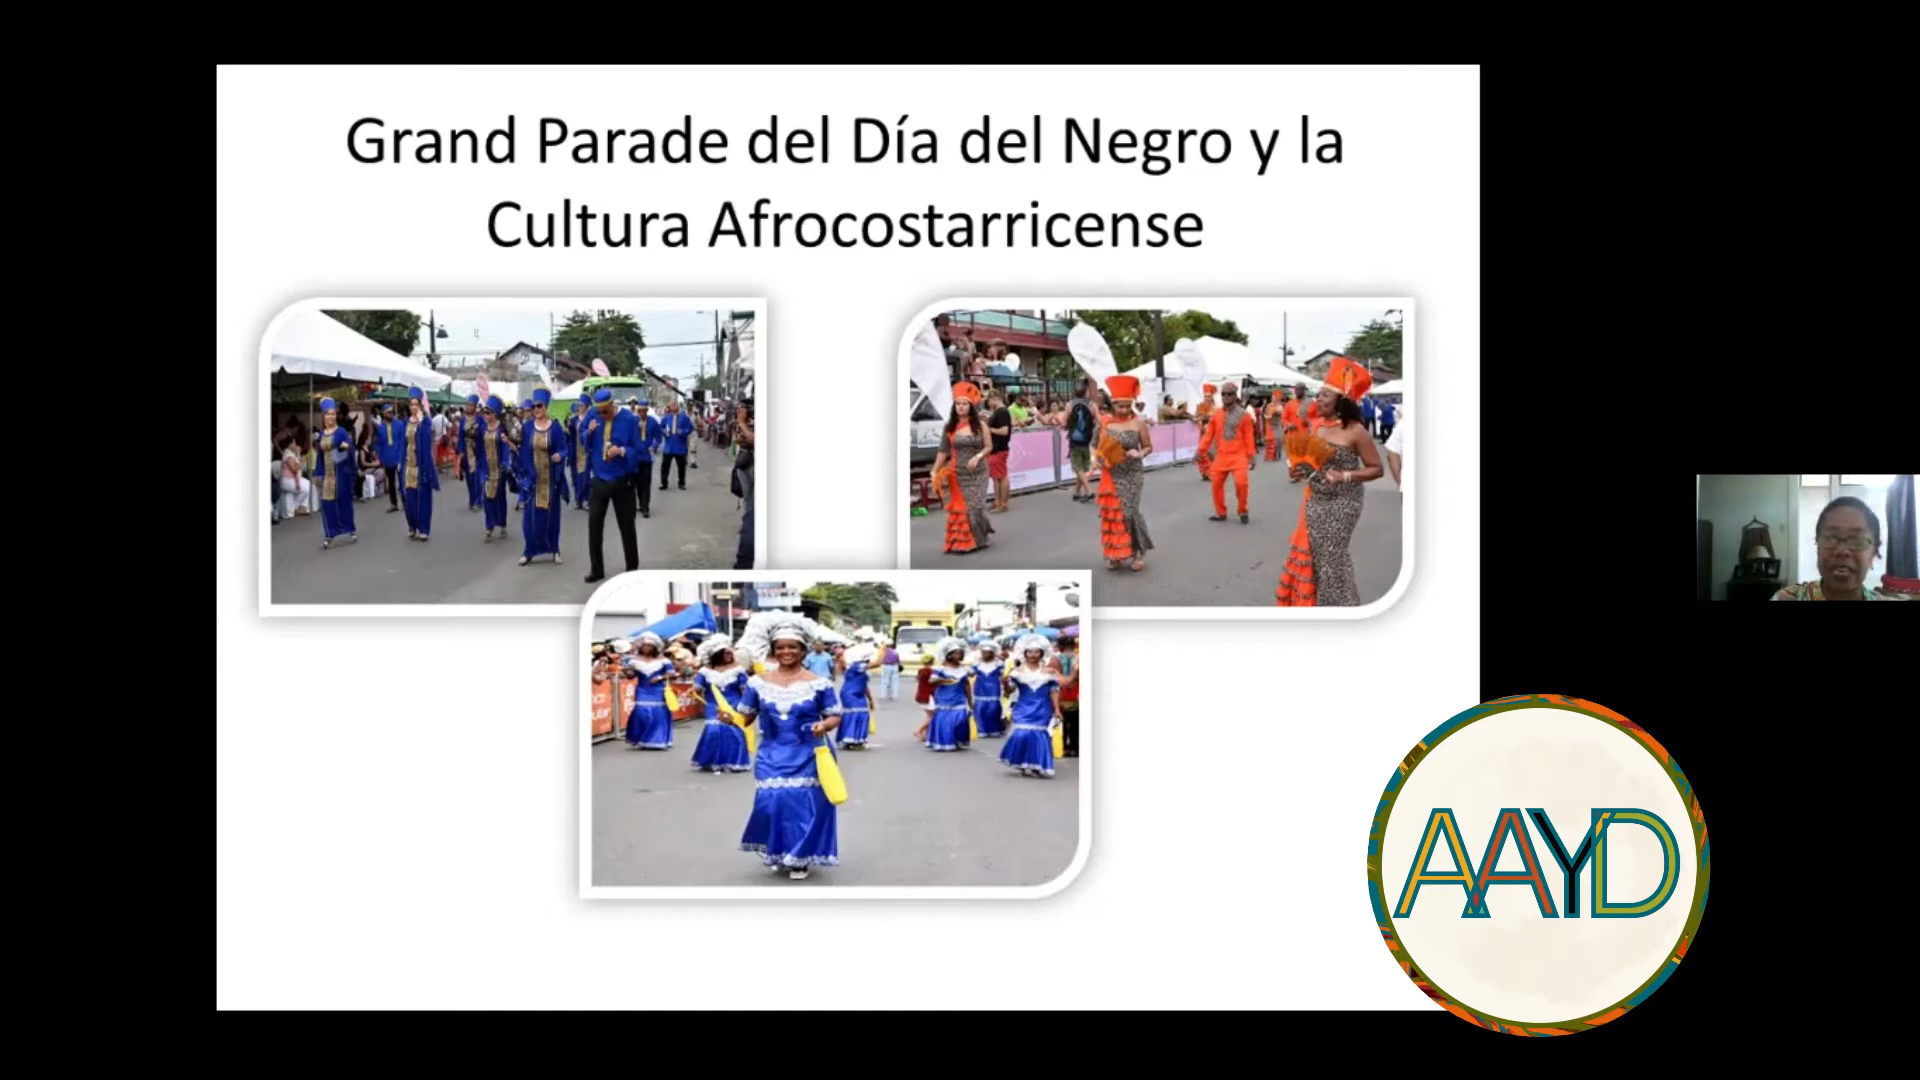 Grand Parade del Día del Negro y la
Cultura Afrocostarricense
AAYD